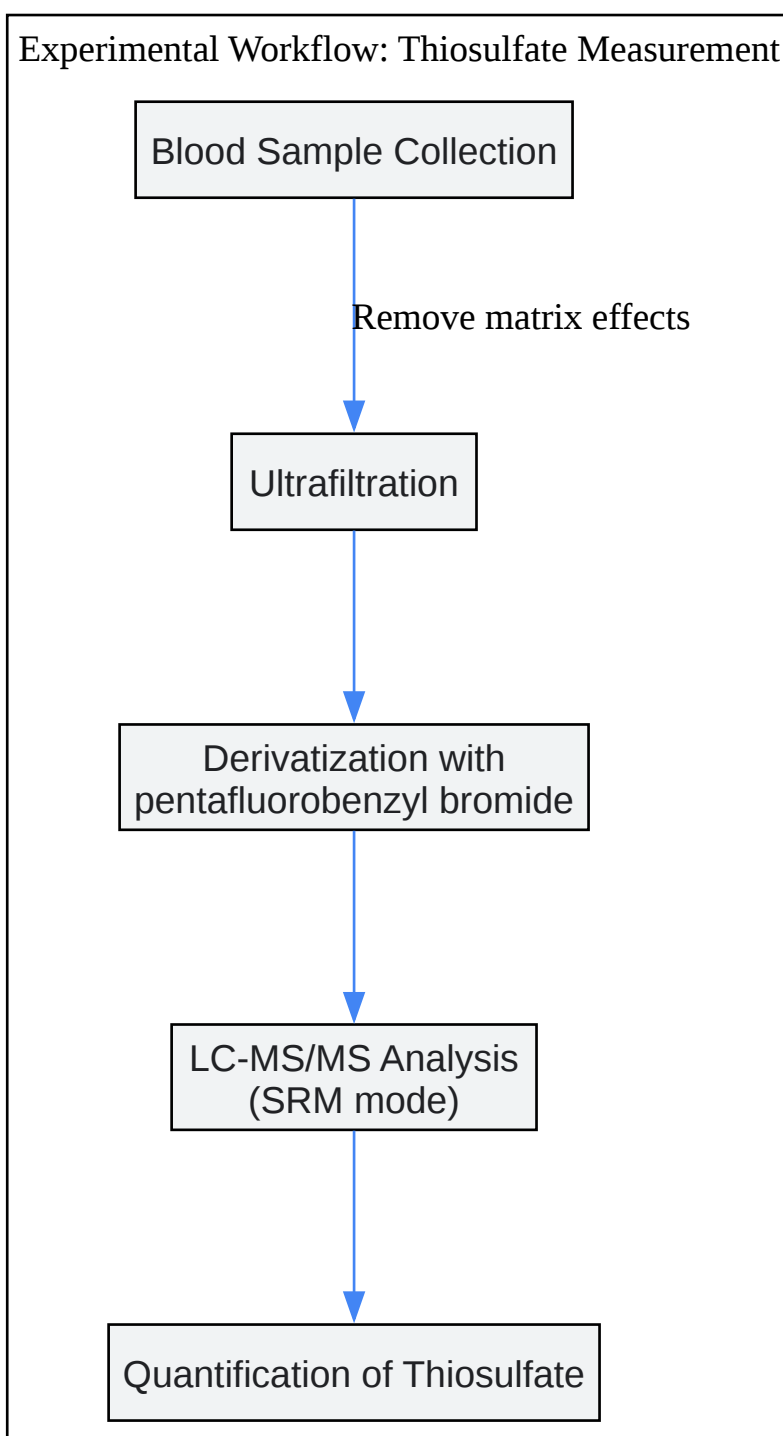 Experimental Workflow: Thiosulfate Measurement
Blood Sample Collection
Remove matrix effects
Ultrafiltration
Derivatization with
pentafluorobenzyl bromide
LC-MS/MS Analysis
(SRM mode)
Quantification of Thiosulfate